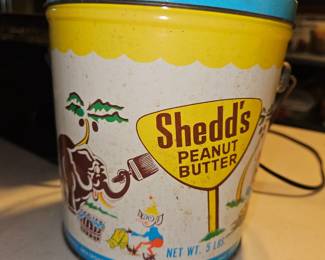 Shedd's
PEANUT
BUTTER
NET WT. 5 LBS.